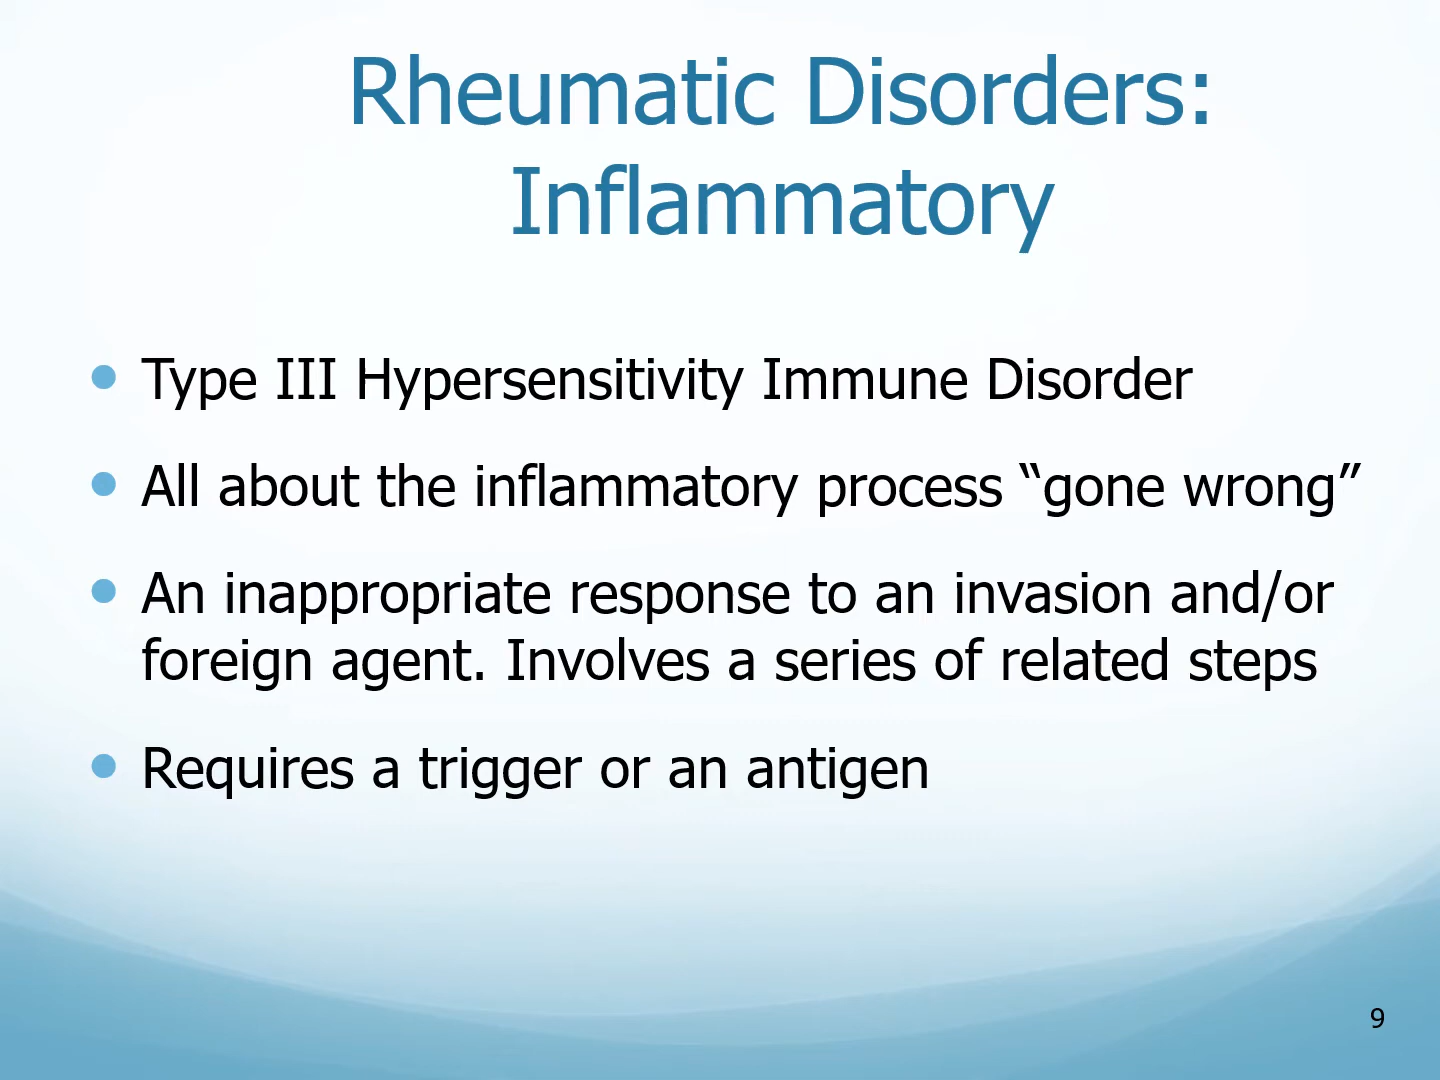 Rheumatic Disorders:
Inflammatory
• Type III Hypersensitivity Immune Disorder
• All about the inflammatory process “gone wrong”
• An inappropriate response to an invasion and/or
foreign agent. Involves a series of related steps
• Requires a trigger or an antigen
9